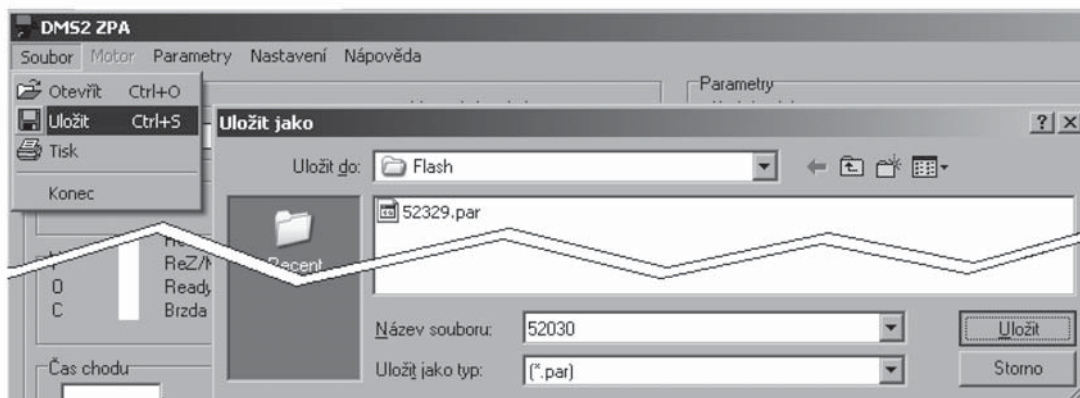 DMS2 ZPA
Soubor Motor Parametry Nastavení Nápověda
Otevřít Ctrl+O
Uložit Ctrl+S
Tisk
Konec
Parametry
Uložit jako
Uložit do: Flash
52329.par
Recent
ReZ/
O Ready
C Brzda
Čas chodu
Název souboru: 52030 Uložit
Uložit jako typ: (*.par) Storno